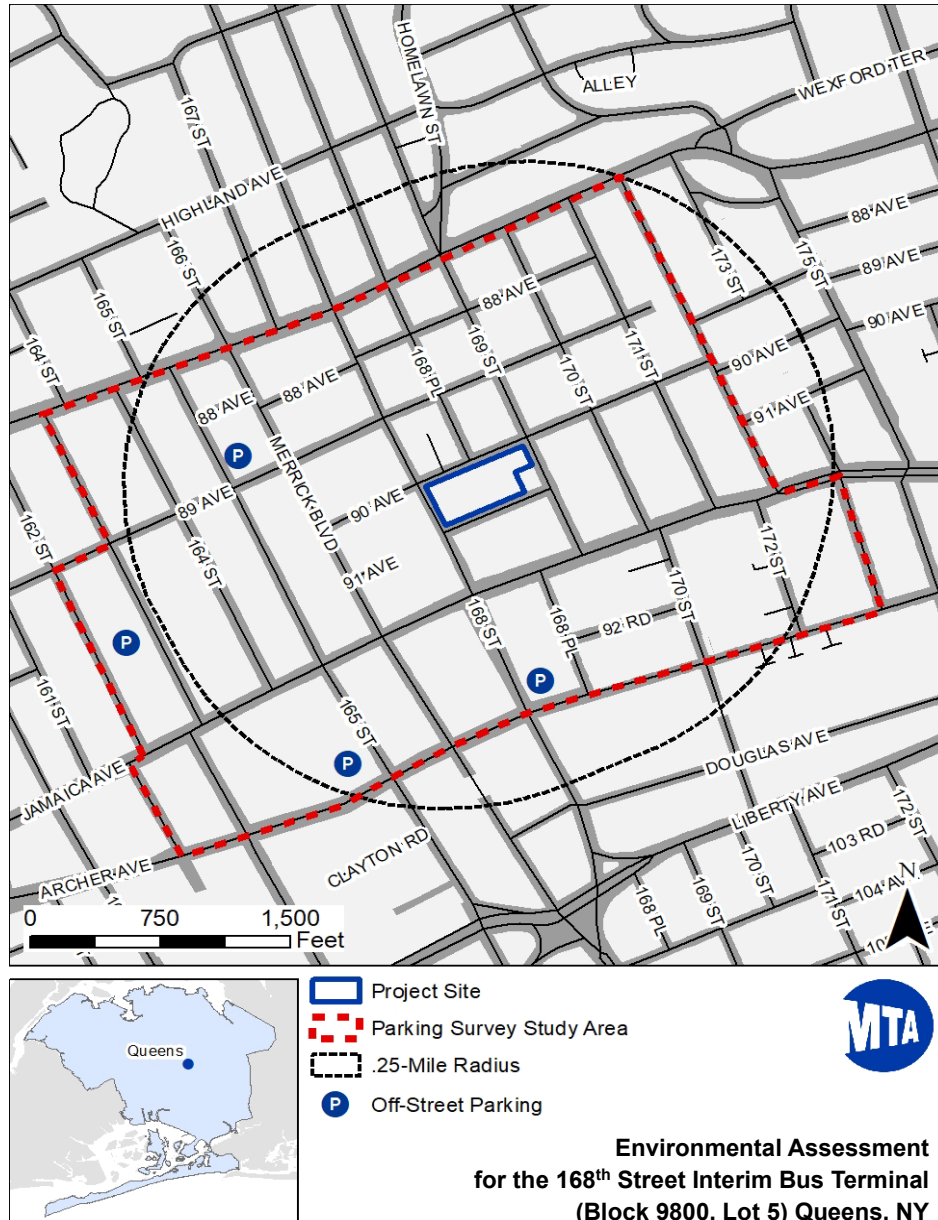 HOMELAWN ST
ALLEY
WEXFORD TER
167 ST
HIGHLAND AVE
166 ST
165 ST
164 ST
88 AVE
173 ST
175 ST
88 AVE
89 AVE
90 AVE
88 AVE
88 AVE
168 PL
169 ST
170 ST
171 ST
90 AVE
91 AVE
P
MERRICK BLVD
89 AVE
90 AVE
162 ST
164 ST
91 AVE
168 ST
168 PL
92 RD
170 ST
172 ST
P
P
161 ST
165 ST
P
JAMAICA AVE
DOUGLAS AVE
LIBERTY AVE
172 ST
103 RD
ARCHER AVE
CLAYTON RD
168 PL
169 ST
170 ST
171 ST
104 AV
N
0 750 1,500
Feet
Queens
Project Site
Parking Survey Study Area
.25-Mile Radius
P Off-Street Parking
MTA
Environmental Assessment
for the 168th Street Interim Bus Terminal
(Block 9800, Lot 5) Queens, NY